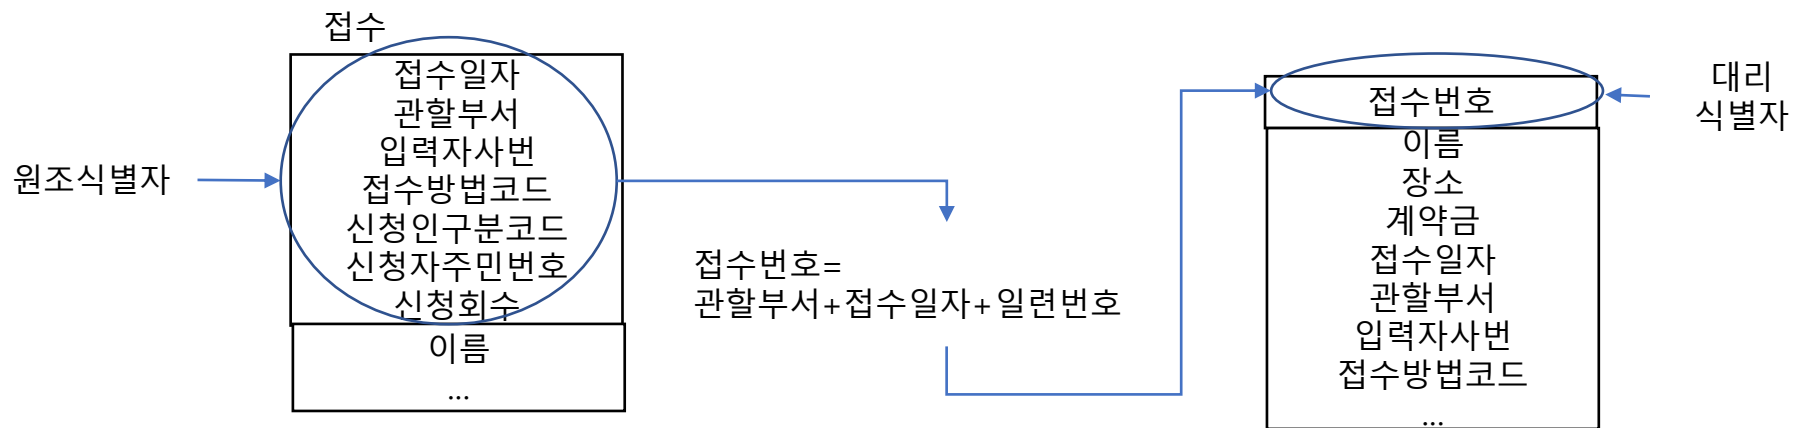 접수
접수일자
관할부서
입력자사번
접수방법코드
신청인구분코드
신청자주민번호
신청회수
이름
...
원조식별자
접수번호=
관할부서+접수일자+일련번호
접수번호
이름
장소
계약금
접수일자
관할부서
입력자사번
접수방법코드
...
대리
식별자